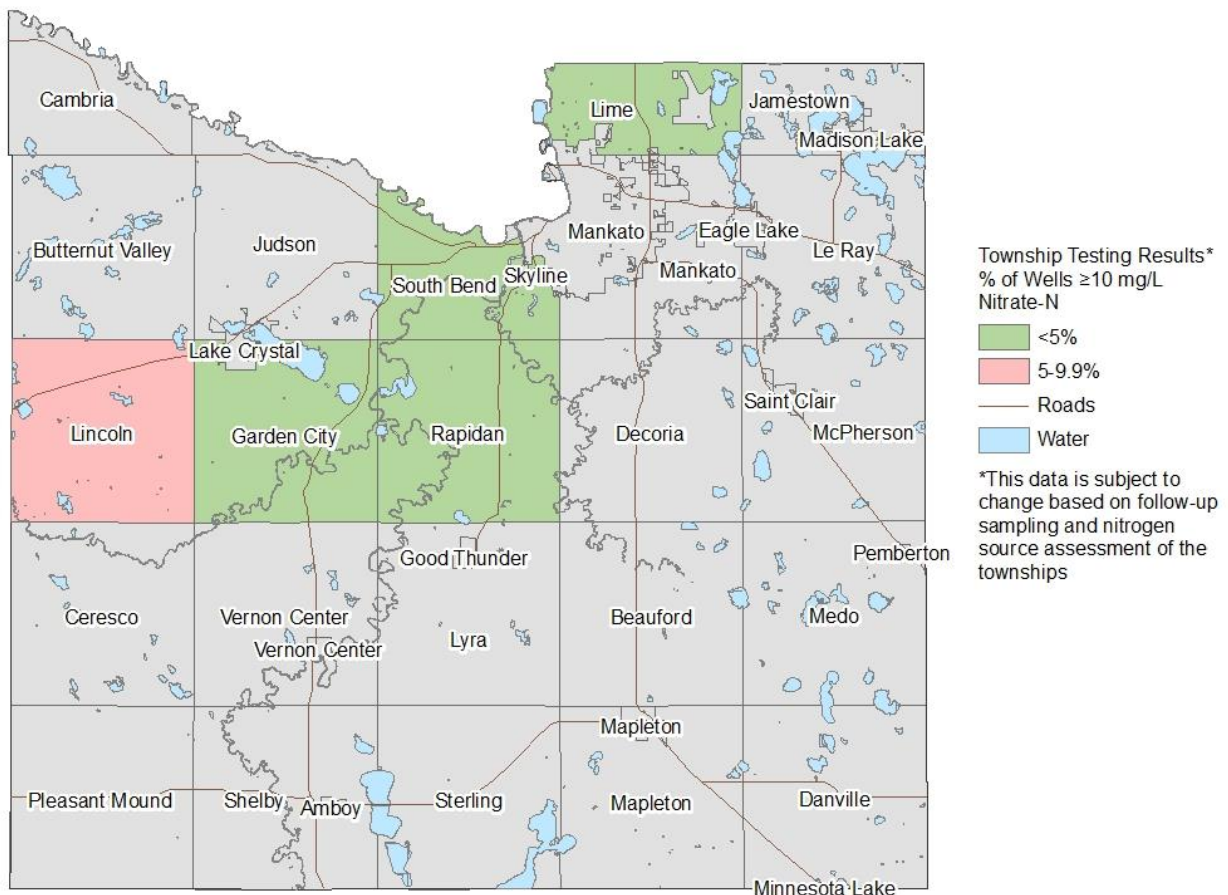 Cambria
Lime
Jamestown
Madison Lake
Butternut Valley
Judson
Mankato
Eagle Lake
Le Ray
South Bend
Skyline
Mankato
Lake Crystal
Saint Clair
Lincoln
Garden City
Rapidan
Decoria
McPherson
Good Thunder
Pemberton
Ceresco
Vernon Center
Vernon Center
Lyra
Beauford
Medo
Mapleton
Pleasant Mound
Shelby
Amboy
Sterling
Mapleton
Danville
Minnesota Lake
Township Testing Results*
% of Wells ≥10 mg/L
Nitrate-N
<5%
5-9.9%
Roads
Water
*This data is subject to
change based on follow-up
sampling and nitrogen
source assessment of the
townships